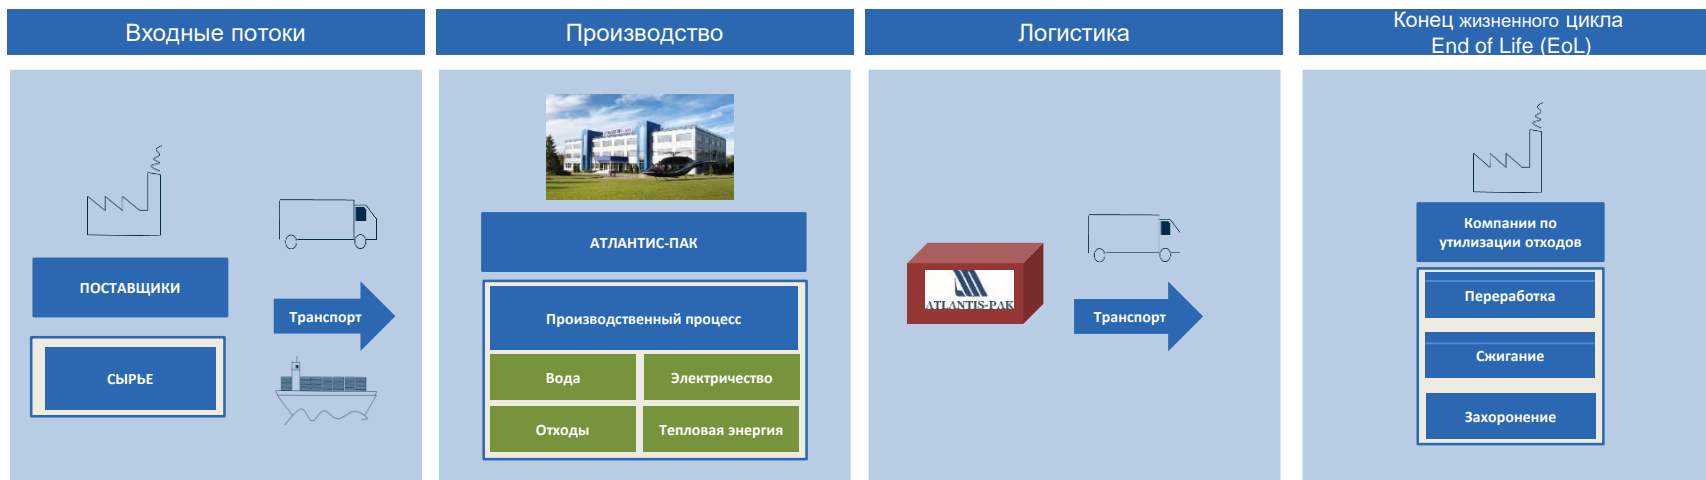 Входные потоки
ПОСТАВЩИКИ
СЫРЬЕ
Транспорт
Производство
АТЛАНТИС-ПАК
Производственный процесс
Вода
Электричество
Отходы
Тепловая энергия
Логистика
ATLANTIS-PAK
Транспорт
Конец жизненного цикла
End of Life (EoL)
Компании по
утилизации отходов
Переработка
Сжигание
Захоронение